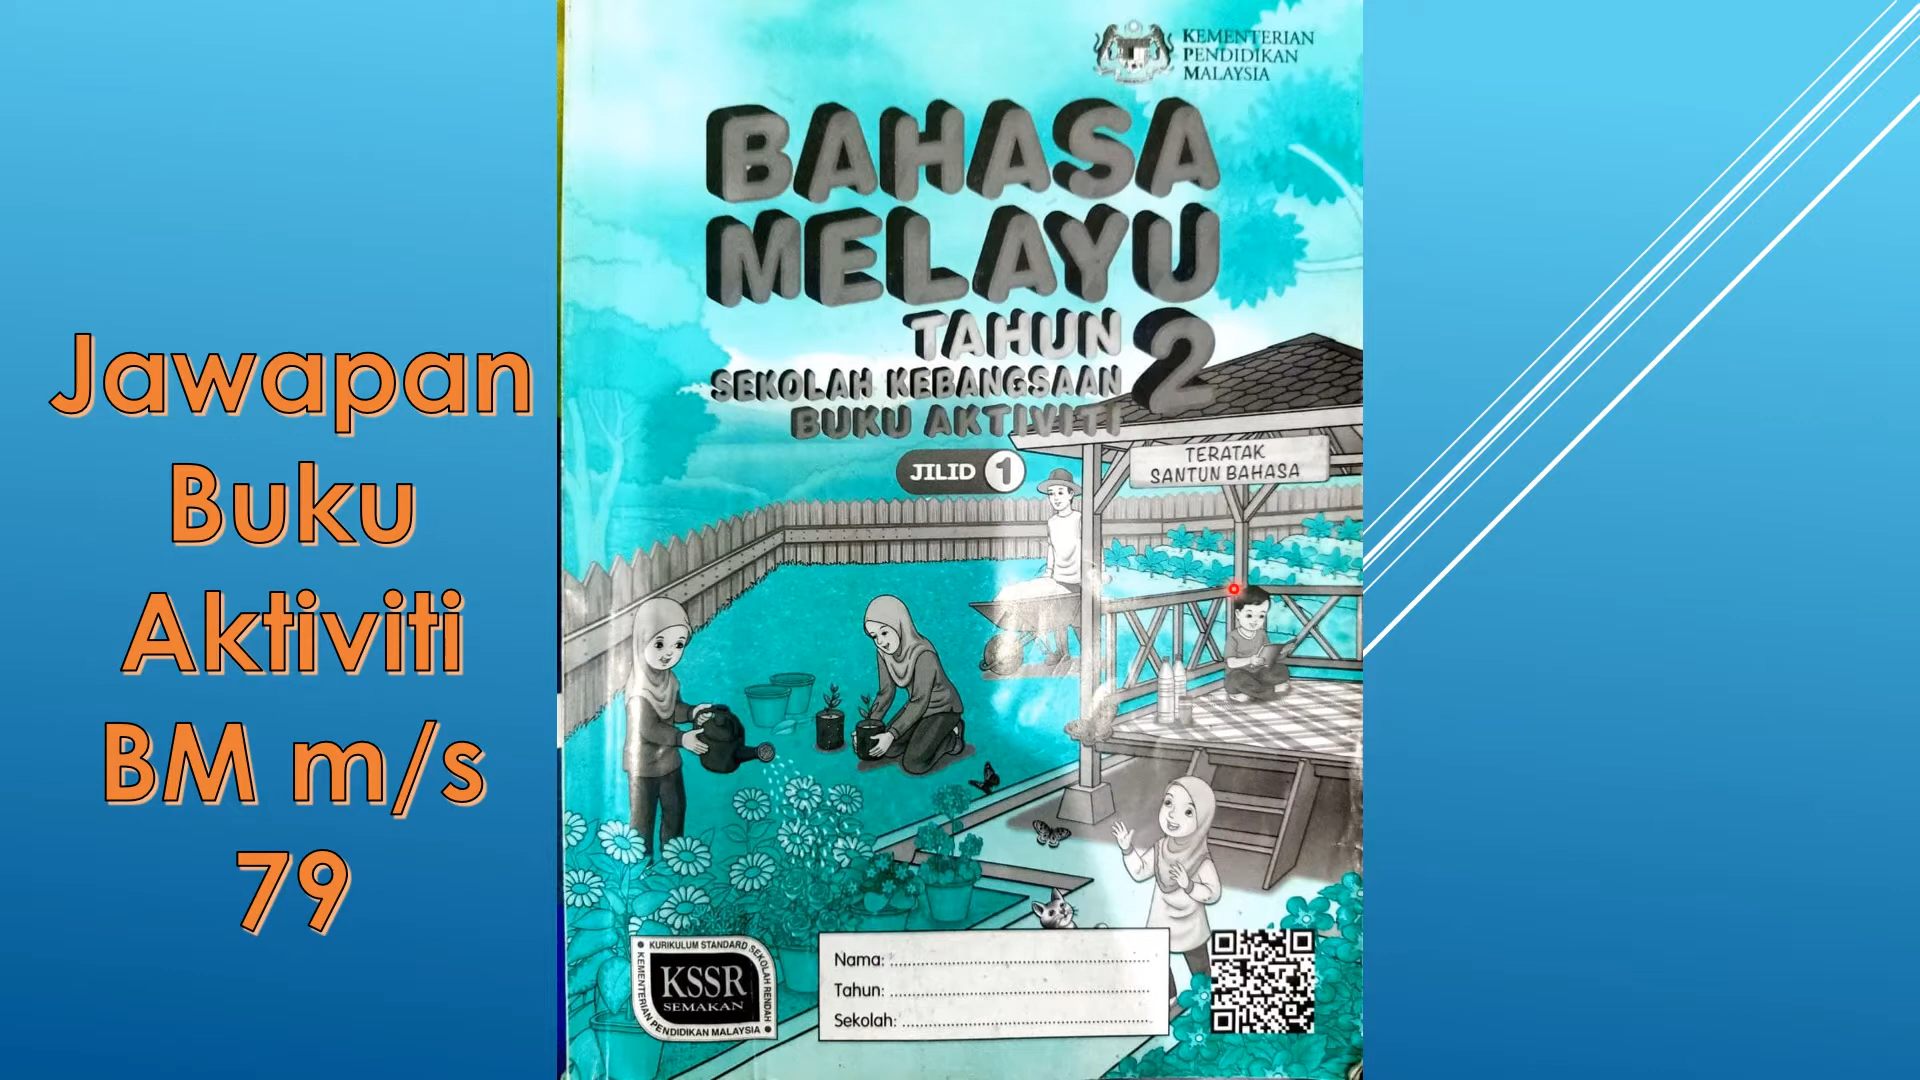 Jawapan
Buku
Aktiviti
BM m/s
79
KEMENTERIAN
PENDIDIKAN
MALAYSIA
BAHASA
MELAYU
TAHUN 2
SEKOLAH KEBANGSAAN
BUKU AKTIVITI
JILID 1
TERATAK
SANTUN BAHASA
KURIKULUM STANDARD SEKOLAH RENDAH
KSSR
SEMAKAN
KEMENTERIAN PENDIDIKAN MALAYSIA
Nama:
Tahun:
Sekolah: